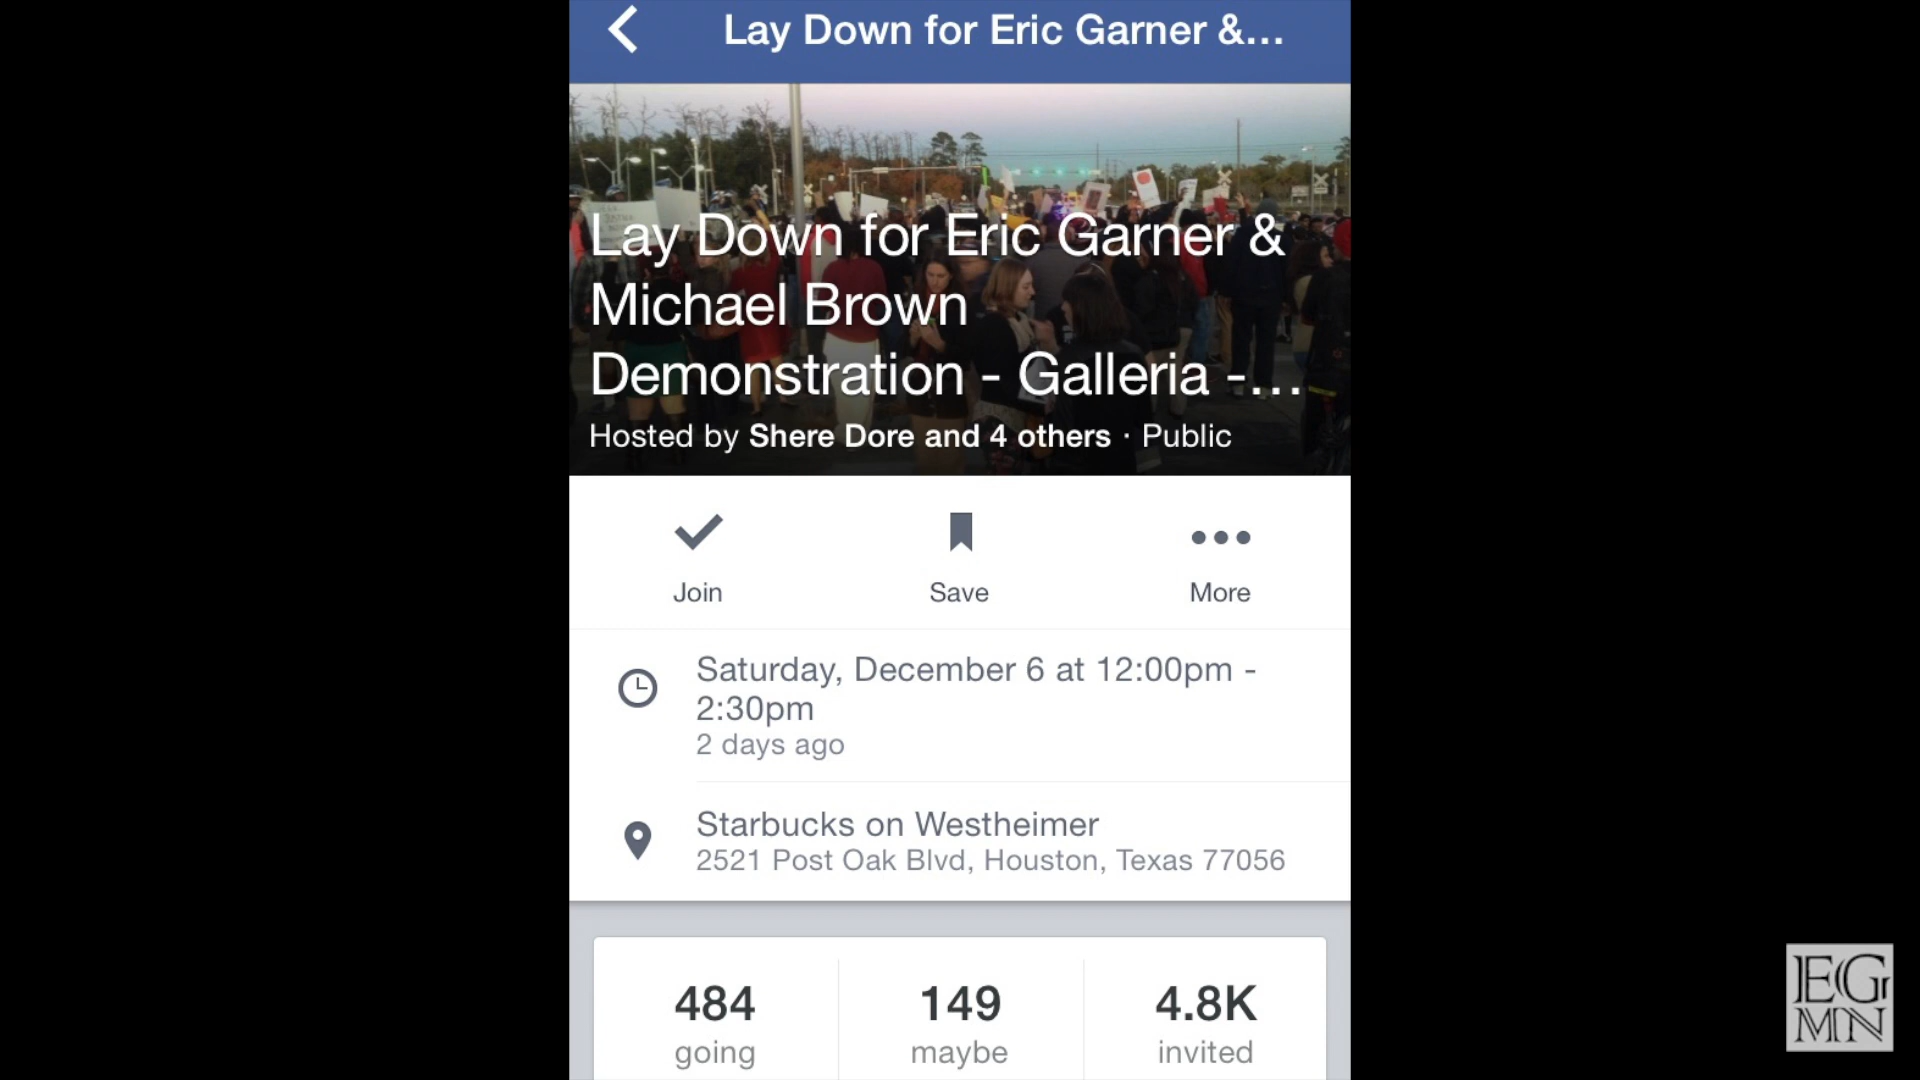 Lay Down for Eric Garner &...
Lay Down for Eric Garner &
Michael Brown
Demonstration - Galleria -...
Hosted by Shere Dore and 4 others · Public
Join
Save
More
Saturday, December 6 at 12:00pm -
2:30pm
2 days ago
Starbucks on Westheimer
2521 Post Oak Blvd, Houston, Texas 77056
484
149
4.8K
going
maybe
invited
EG
MN